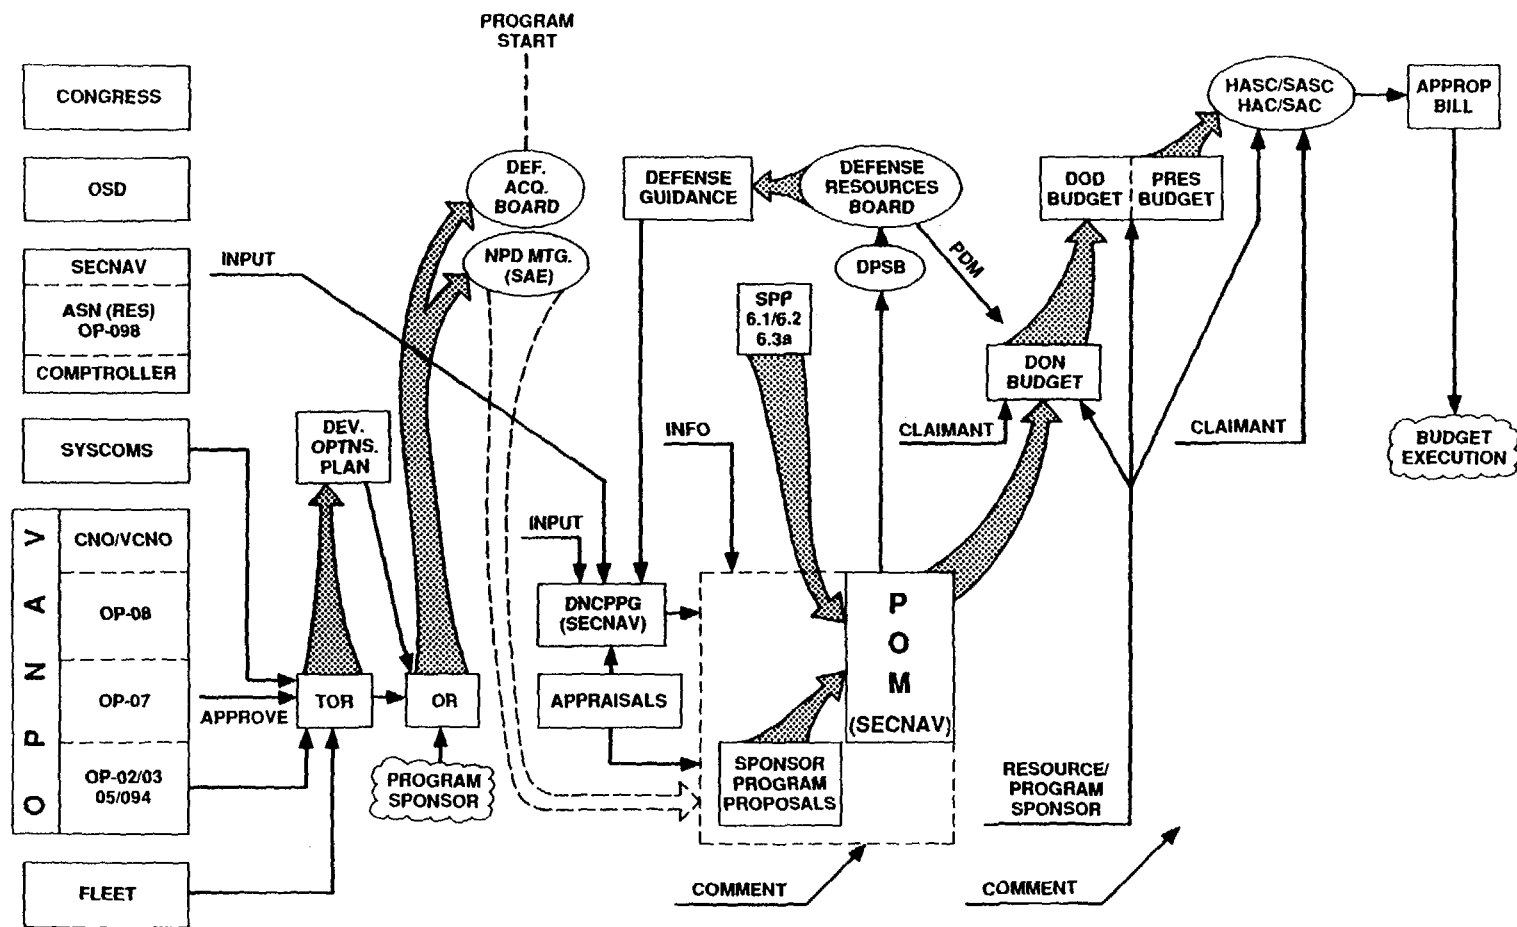 PROGRAM
START
CONGRESS
OSD
SECNAV
ASN (RES)
OP-098
COMPTROLLER
SYSCOMS
OPNAV
CNO/VCNO
OP-08
OP-07
OP-02/03
05/094
FLEET
INPUT
APPROVE
DEV.
OPTNS.
PLAN
TOR
OR
PROGRAM
SPONSOR
DEF.
ACQ.
BOARD
NPD MTG.
(SAE)
INPUT
DNCPPG
(SECNAV)
APPRAISALS
DEFENSE
GUIDANCE
DEFENSE
RESOURCES
BOARD
DPSB
PDM
SPP
6.1/6.2
6.3a
INFO
POM
(SECNAV)
SPONSOR
PROGRAM
PROPOSALS
COMMENT
CLAIMANT
DON
BUDGET
DOD
BUDGET
PRES
BUDGET
HASC/SASC
HAC/SAC
APPROP
BILL
CLAIMANT
BUDGET
EXECUTION
RESOURCE/
PROGRAM
SPONSOR
COMMENT